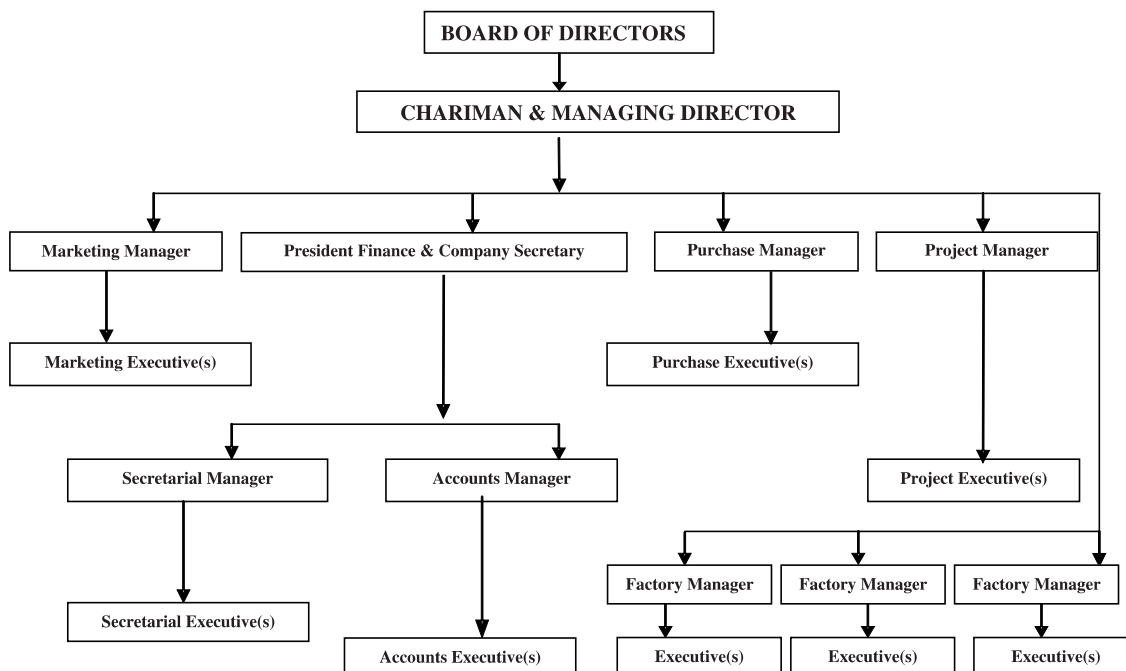 BOARD OF DIRECTORS
CHARIMAN & MANAGING DIRECTOR
Marketing Manager
President Finance & Company Secretary
Purchase Manager
Project Manager
Marketing Executive(s)
Purchase Executive(s)
Secretarial Manager
Accounts Manager
Project Executive(s)
Factory Manager
Factory Manager
Factory Manager
Secretarial Executive(s)
Accounts Executive(s)
Executive(s)
Executive(s)
Executive(s)